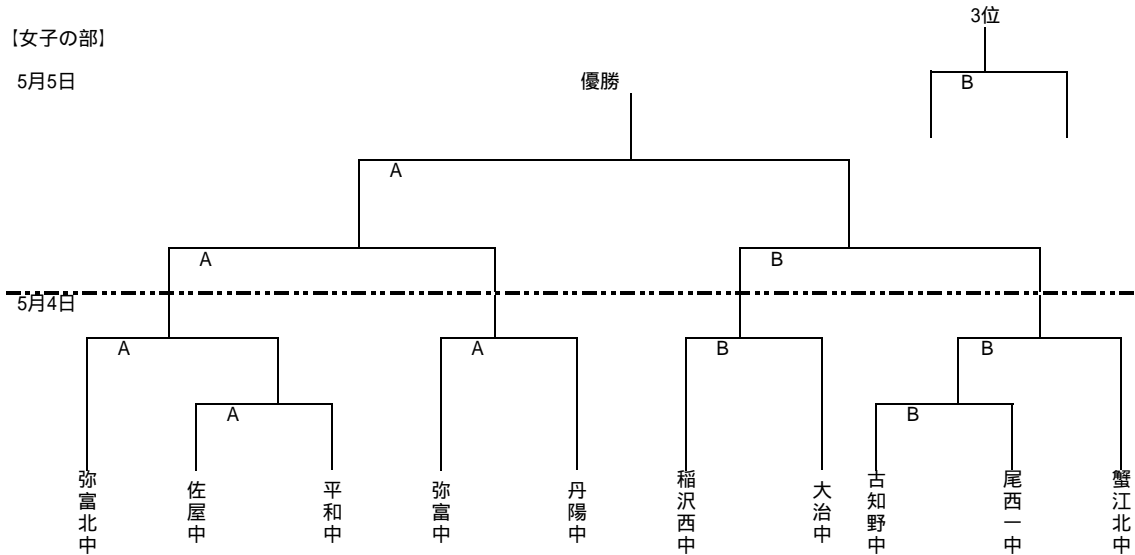 3位
【女子の部】
5月5日
優勝
B
A
A
B
5月4日
A
A
B
B
A
B
弥富北中
佐屋中
平和中
弥富中
丹陽中
稲沢西中
大治中
古知野中
尾西一中
蟹江北中